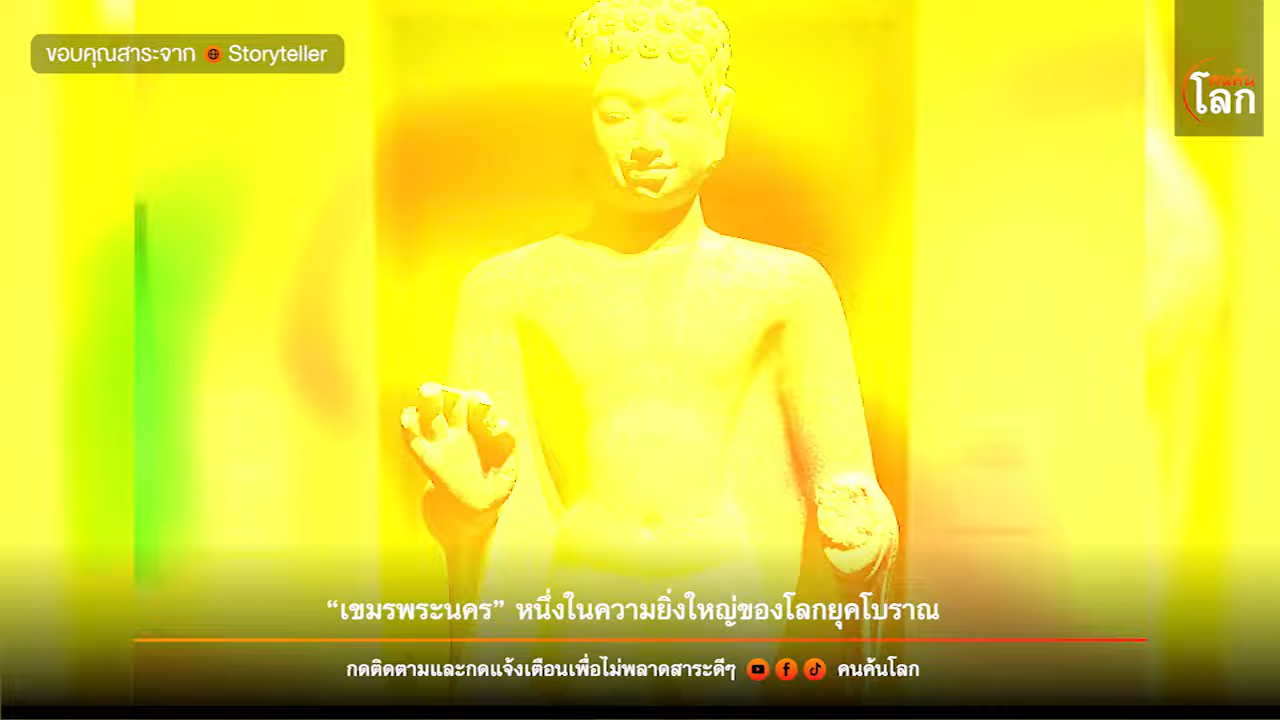 ขอบคุณสาระจาก Storyteller
คนค้น
โลก
“เขมรพระนคร” หนึ่งในความยิ่งใหญ่ของโลกยุคโบราณ
กดติดตามและกดแจ้งเตือนเพื่อไม่พลาดสาระดีๆ คนค้นโลก